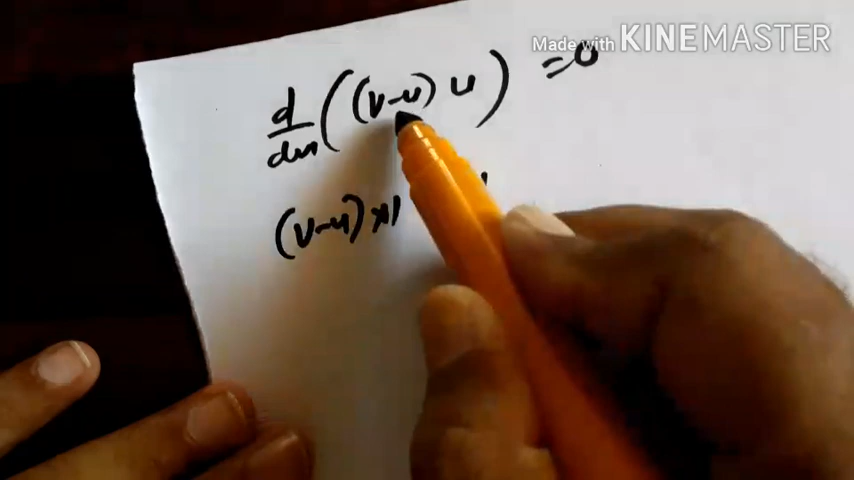 Made with KINEMASTER
d/du ((v-u) u) = 0
(v-u)×1